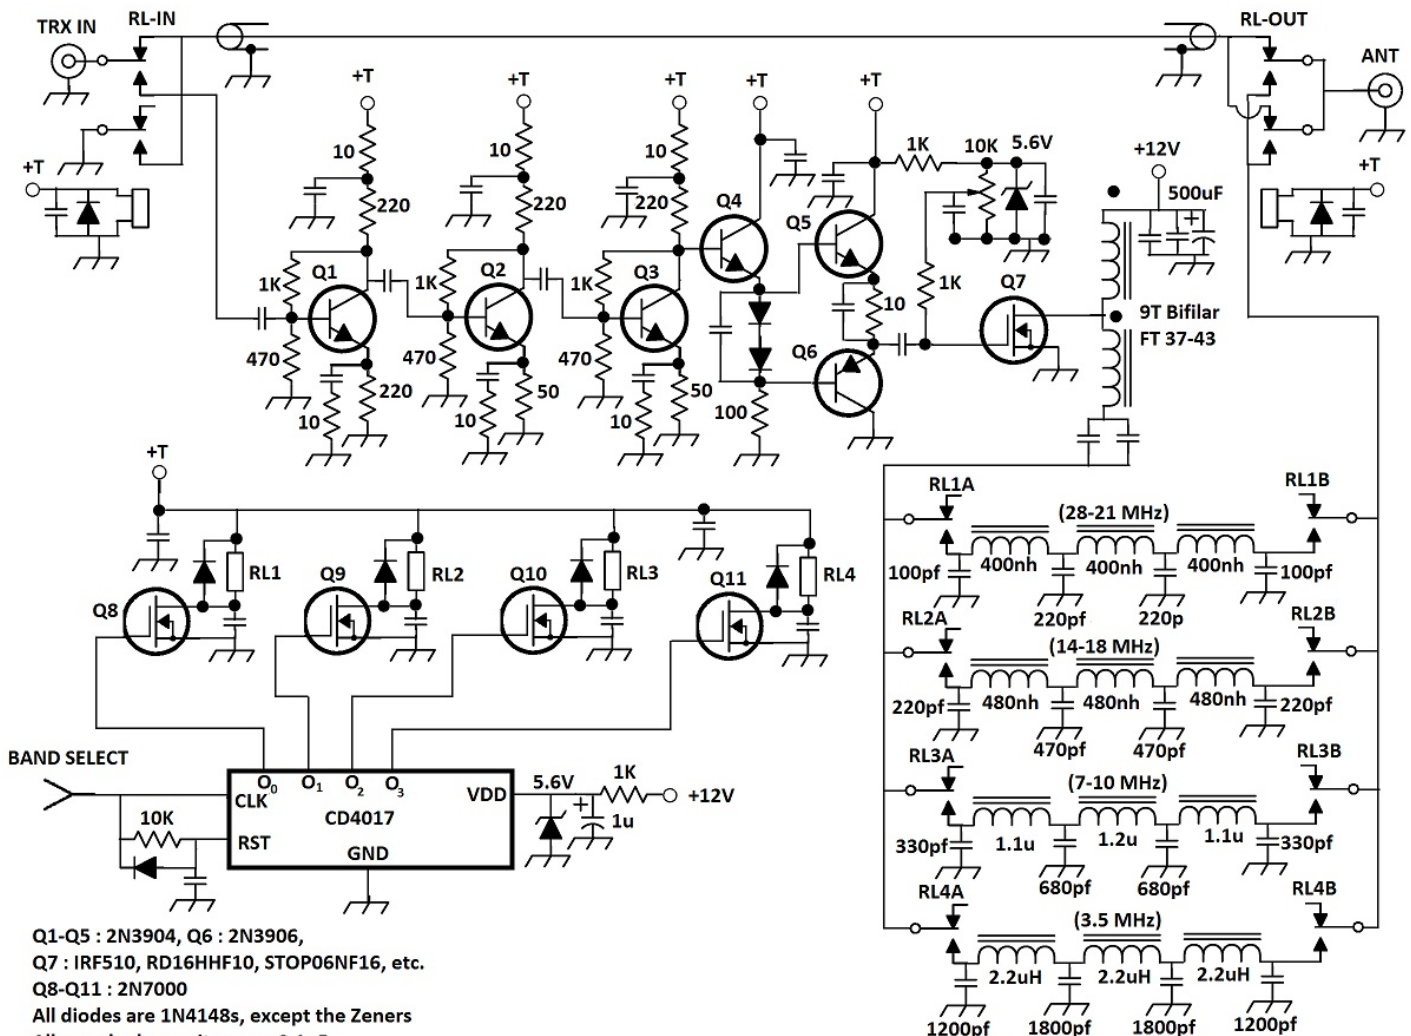 TRX IN
RL-IN
RL-OUT
ANT
+T
+T
+T
+T
+T
+T
+T
10
10
10
1K
10K
5.6V
+12V
500uF
220
220
220
Q4
Q5
1K
Q1
1K
Q2
1K
Q3
10
1K
Q7
9T Bifilar
FT 37-43
470
470
470
Q6
220
50
50
100
10
10
10
+T
RL1A
RL1B
(28-21 MHz)
400nh
400nh
400nh
100pf
100pf
220pf
220p
Q8
RL1
Q9
RL2
Q10
RL3
Q11
RL4
RL2A
RL2B
(14-18 MHz)
480nh
480nh
480nh
220pf
220pf
470pf
470pf
BAND SELECT
O0
O1
O2
O3
CLK
VDD
5.6V
1K
+12V
1u
10K
CD4017
RST
GND
RL3A
RL3B
(7-10 MHz)
1.1u
1.2u
1.1u
330pf
330pf
680pf
680pf
RL4A
RL4B
(3.5 MHz)
2.2uH
2.2uH
2.2uH
1200pf
1800pf
1800pf
1200pf
Q1-Q5 : 2N3904, Q6 : 2N3906,
Q7 : IRF510, RD16HHF10, STOP06NF16, etc.
Q8-Q11 : 2N7000
All diodes are 1N4148s, except the Zeners